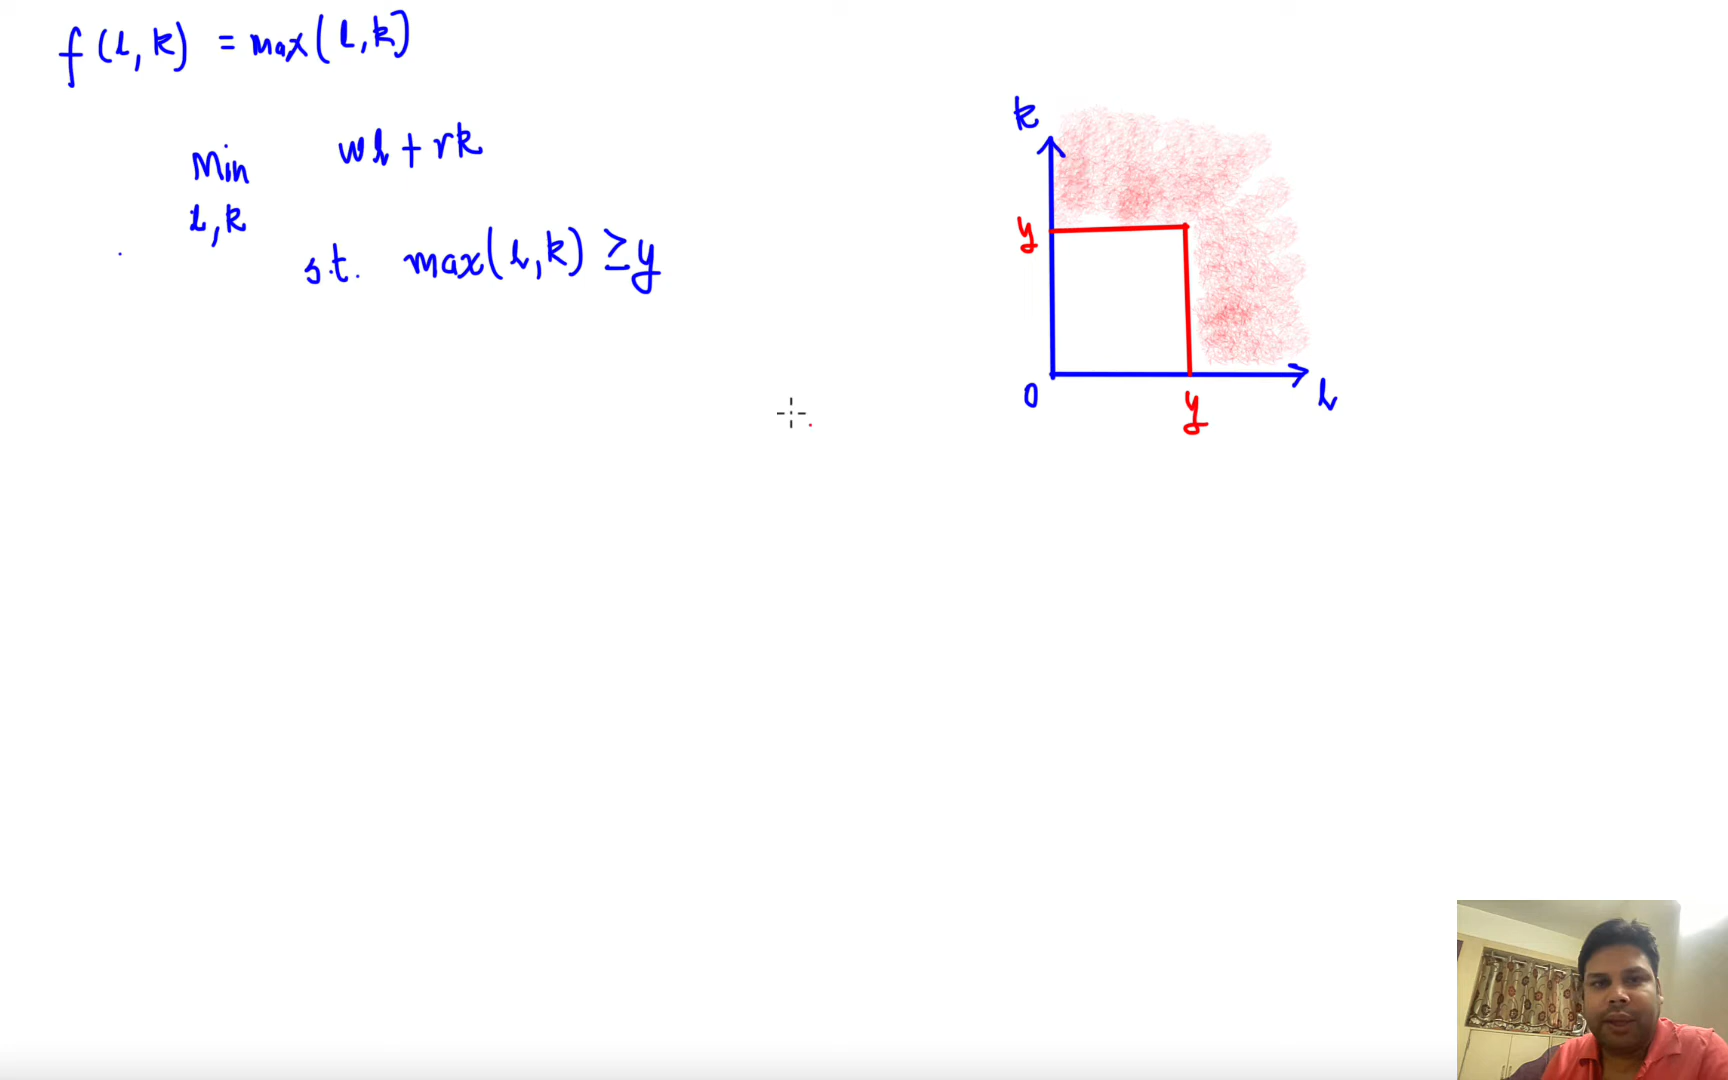 f(L,K) = max(L,K)
Min wL + rK
L,K
s.t. max(L,K) ≥ y
K
y
0
y
L